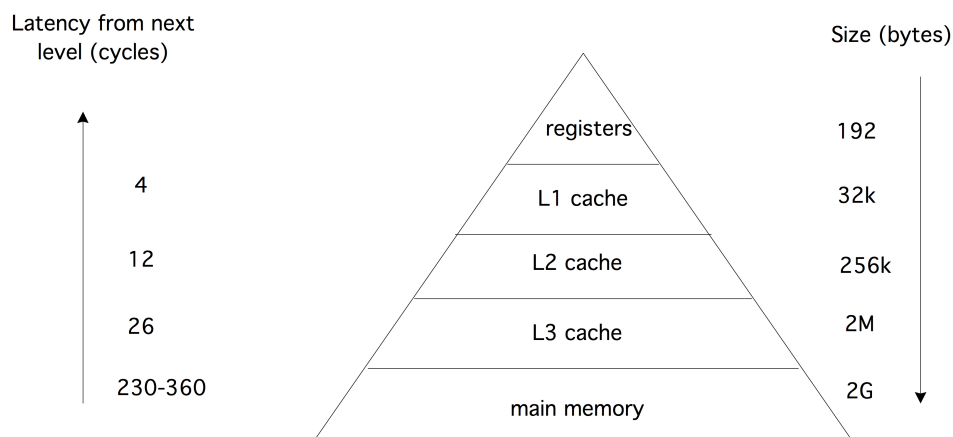 Latency from next
level (cycles)
Size (bytes)
registers
192
4
L1 cache
32k
12
L2 cache
256k
26
L3 cache
2M
230-360
main memory
2G